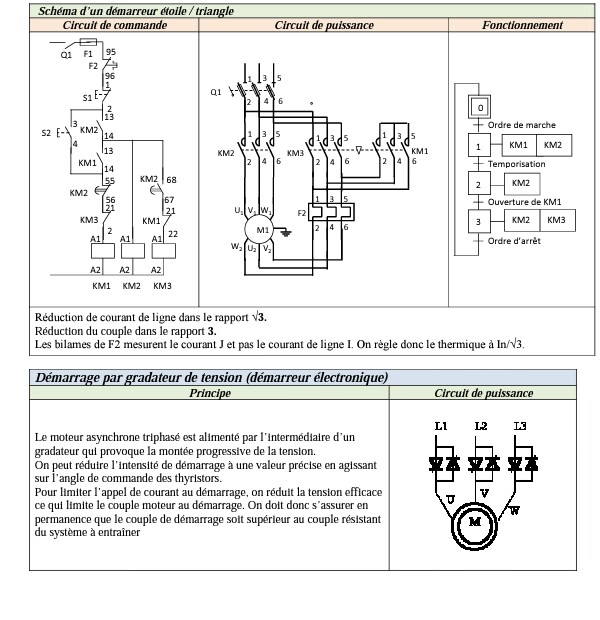 Schéma d'un démarreur étoile / triangle
Circuit de commande
Circuit de puissance
Fonctionnement
Q1
F1
95
F2
96
1
S1
2
13
3
S2
KM2
4
14
13
KM1
14
55
KM2
56
21
KM3
2
A1
A2
KM1
A1
A2
KM2
KM2
68
67
21
KM1
22
A1
A2
KM3
Q1
1 3 5
2 4 6
KM2
1 3 5
2 4 6
KM3
1 3 5
2 4 6
1 3 5
KM1
2 4 6
F2
1 3 5
2 4 6
U1 V1 W1
M1
W2 U2 V2
0
Ordre de marche
1
KM1
KM2
Temporisation
2
KM2
Ouverture de KM1
3
KM2
KM3
Ordre d'arrêt
Réduction de courant de ligne dans le rapport √3.
Réduction du couple dans le rapport 3.
Les bilames de F2 mesurent le courant J et pas le courant de ligne I. On règle donc le thermique à In/√3.
Démarrage par gradateur de tension (démarreur électronique)
Principe
Circuit de puissance
Le moteur asynchrone triphasé est alimenté par l'intermédiaire d'un
gradateur qui provoque la montée progressive de la tension.
On peut réduire l'intensité de démarrage à une valeur précise en agissant
sur l'angle de commande des thyristors.
Pour limiter l'appel de courant au démarrage, on réduit la tension efficace
ce qui limite le couple moteur au démarrage. On doit donc s'assurer en
permanence que le couple de démarrage soit supérieur au couple résistant
du système à entraîner
L1 L2 L3
U
V
W
M